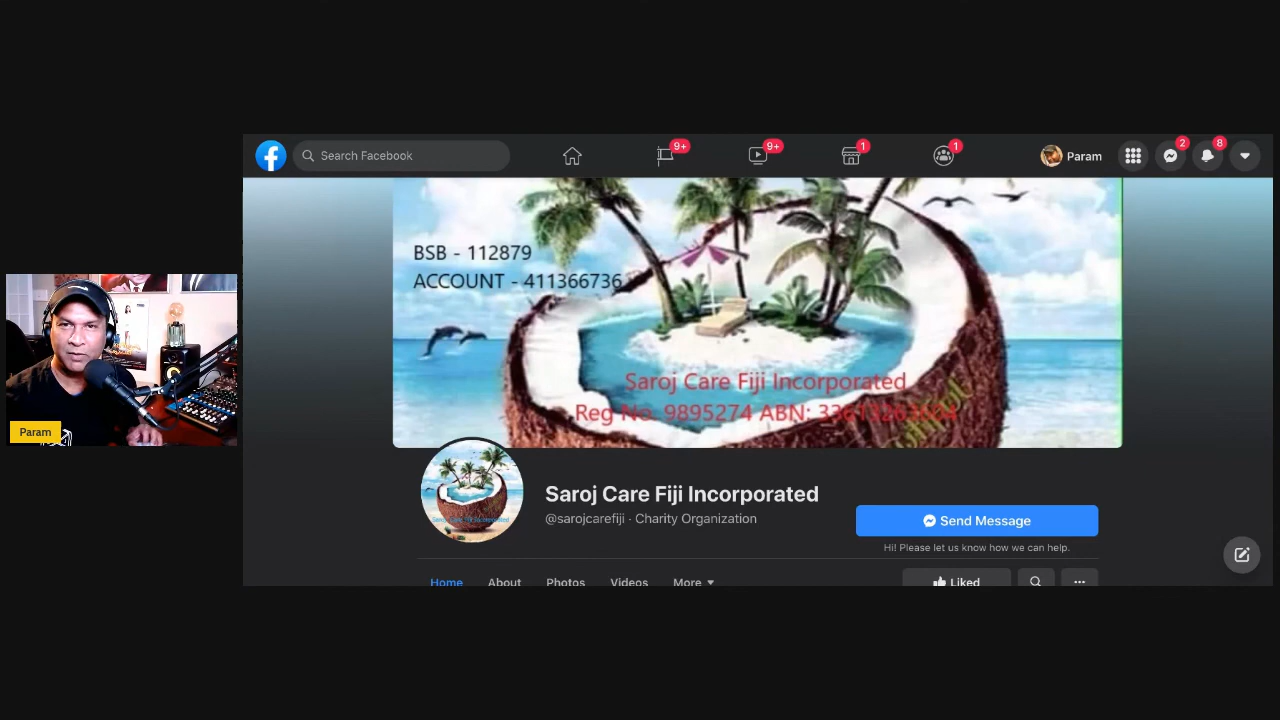 Search Facebook
9+
9+
1
1
Param
2
8
BSB - 112879
ACCOUNT - 411366736
Saroj Care Fiji Incorporated
Reg No. 9895274 ABN:
Param
Saroj Care Fiji Incorporated
@sarojcarefiji · Charity Organization
Send Message
Hi! Please let us know how we can help.
Home About Photos Videos More
Liked